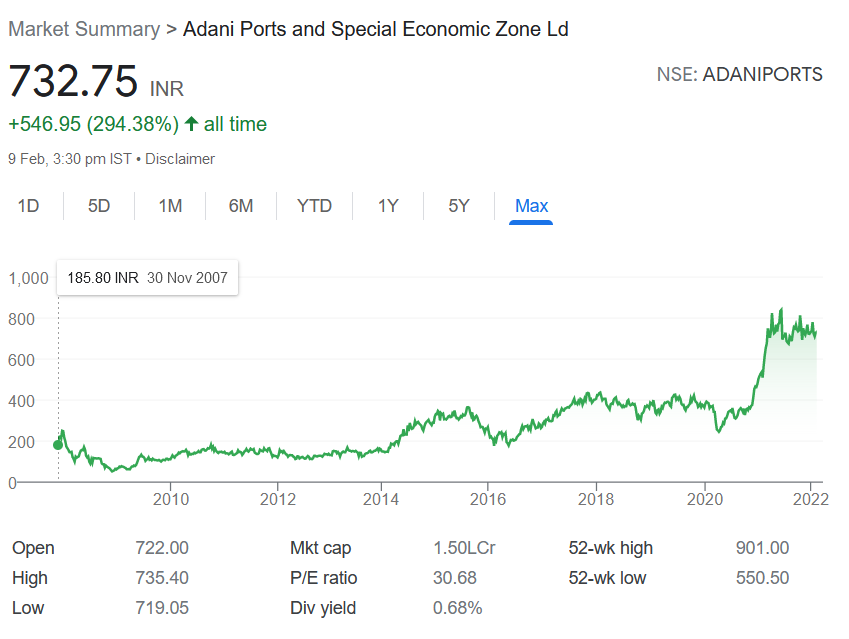 Market Summary > Adani Ports and Special Economic Zone Ltd
732.75 INR
NSE: ADANIPORTS
+546.95 (294.38%) ↑ all time
9 Feb, 3:30 pm IST • Disclaimer
1D 5D 1M 6M YTD 1Y 5Y Max
185.80 INR 30 Nov 2007
1,000
800
600
400
200
0
2010 2012 2014 2016 2018 2020 2022
Open 722.00 Mkt cap 1.50LCr 52-wk high 901.00
High 735.40 P/E ratio 30.68 52-wk low 550.50
Low 719.05 Div yield 0.68%